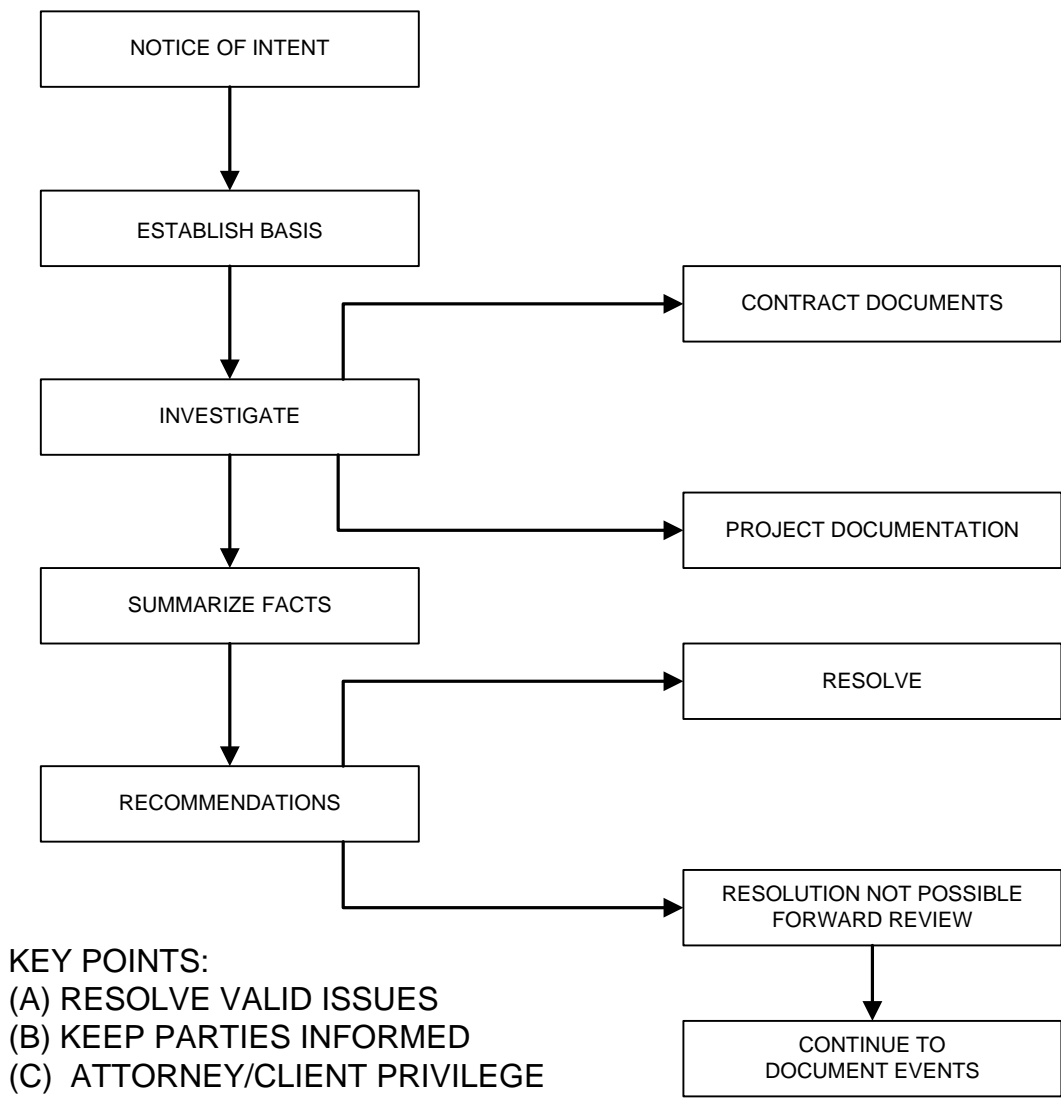 NOTICE OF INTENT
ESTABLISH BASIS
CONTRACT DOCUMENTS
INVESTIGATE
PROJECT DOCUMENTATION
SUMMARIZE FACTS
RESOLVE
RECOMMENDATIONS
RESOLUTION NOT POSSIBLE
FORWARD REVIEW
KEY POINTS:
(A) RESOLVE VALID ISSUES
(B) KEEP PARTIES INFORMED
(C) ATTORNEY/CLIENT PRIVILEGE
CONTINUE TO
DOCUMENT EVENTS